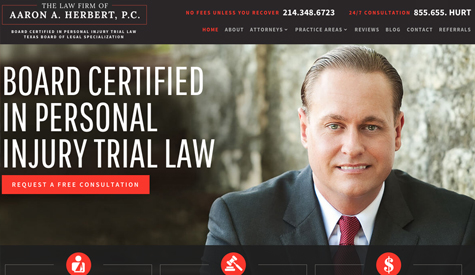 THE LAW FIRM OF
AARON A. HERBERT, P.C.
BOARD CERTIFIED IN PERSONAL INJURY TRIAL LAW
TEXAS BOARD OF LEGAL SPECIALIZATION
NO FEES UNLESS YOU RECOVER 214.348.6723 24/7 CONSULTATION 855.655. HURT
HOME ABOUT ATTORNEYS PRACTICE AREAS REVIEWS BLOG CONTACT REFERRALS
BOARD CERTIFIED
IN PERSONAL
INJURY TRIAL LAW
REQUEST A FREE CONSULTATION
$